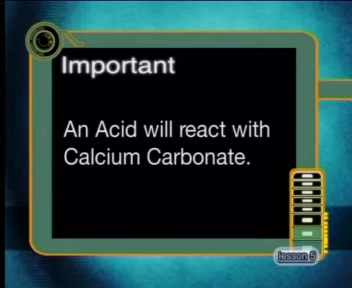 Important
An Acid will react with
Calcium Carbonate.
lesson 5